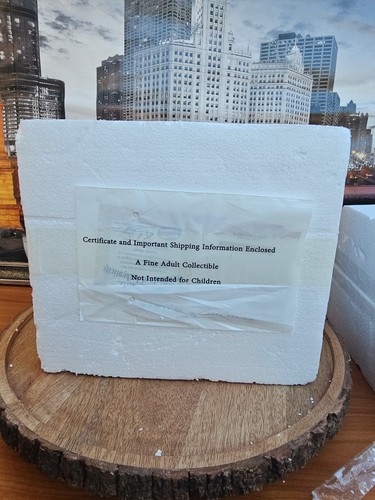 Certificate and Important Shipping Information Enclosed
A Fine Adult Collectible
Not Intended for Children